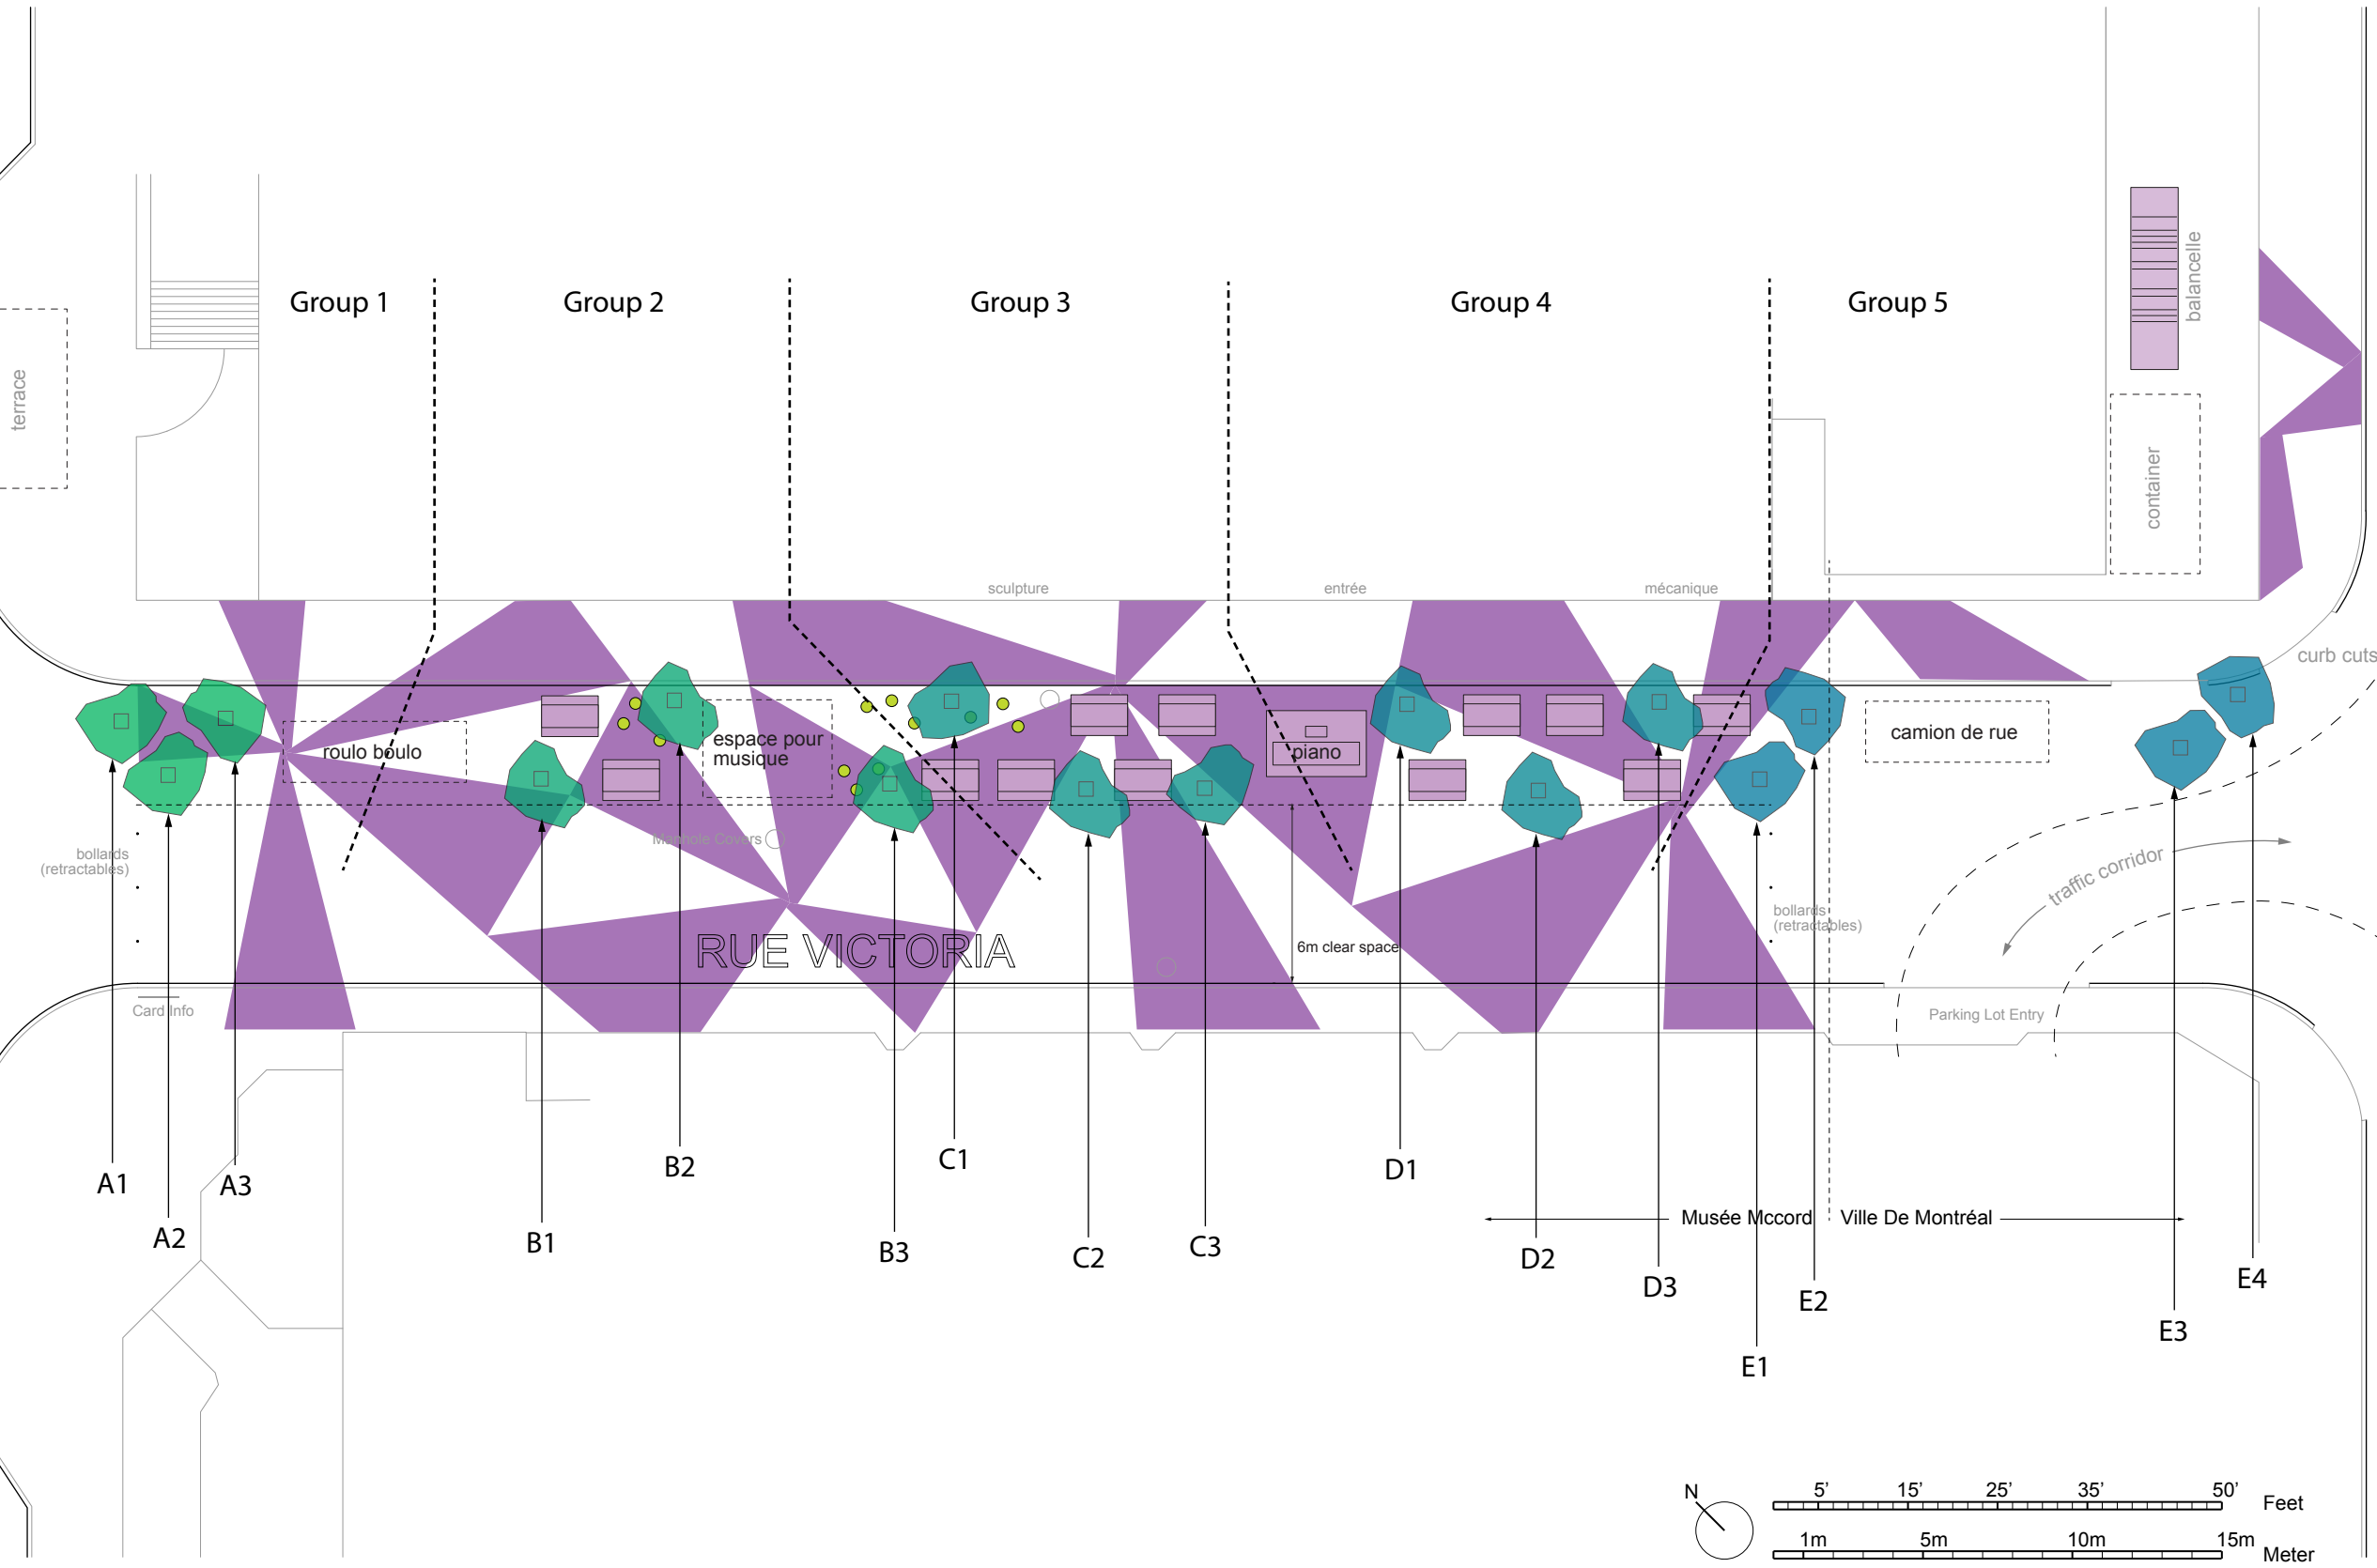 Group 1
Group 2
Group 3
Group 4
Group 5
balancelle
terrace
container
sculpture
entrée
mécanique
curb cuts
roulo boulo
espace pour
musique
piano
camion de rue
Manhole Covers
bollards
(retractables)
traffic corridor
bollards
(retractables)
RUE VICTORIA
6m clear space
Card Info
Parking Lot Entry
A1
A2
A3
B1
B2
B3
C1
C2
C3
D1
D2
D3
E1
E2
E3
E4
Musée Mccord
Ville De Montréal
N
5’ 15’ 25’ 35’ 50’
Feet
1m 5m 10m 15m
Meter